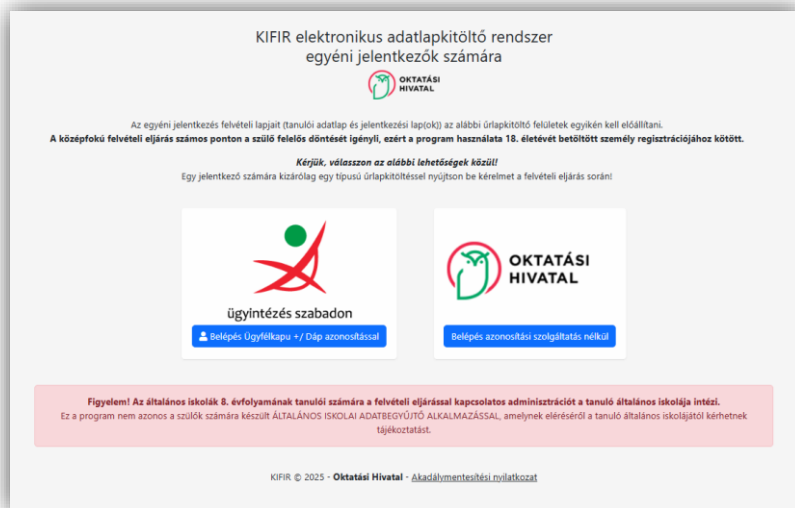 KIFIR elektronikus adatlapkitöltő rendszer
egyéni jelentkezők számára
OKTATÁSI
HIVATAL
Az egyéni jelentkezés felvételi lapjait (tanulói adatlap és jelentkezési lap(ok)) az alábbi űrlapkitöltő felületek egyikén kell előállítani.
A középfokú felvételi eljárás számos ponton a szülő felelős döntését igényli, ezért a program használata 18. életévét betöltött személy regisztrációjához kötött.
Kérjük, válasszon az alábbi lehetőségek közül!
Egy jelentkező számára kizárólag egy típusú űrlapkitöltéssel nyújtson be kérelmet a felvételi eljárás során!
ügyintézés szabadon
Belépés Ügyfélkapu +/ Dáp azonosítással
OKTATÁSI
HIVATAL
Belépés azonosítási szolgáltatás nélkül
Figyelem! Az általános iskolák 8. évfolyamának tanulói számára a felvételi eljárással kapcsolatos adminisztrációt a tanuló általános iskolája intézi.
Ez a program nem azonos a szülők számára készült ÁLTALÁNOS ISKOLAI ADATBEGYŰJTŐ ALKALMAZÁSSAL, amelynek eléréséről a tanuló általános iskolájától kérhetnek
tájékoztatást.
KIFIR © 2025 - Oktatási Hivatal - Akadálymentesítési nyilatkozat